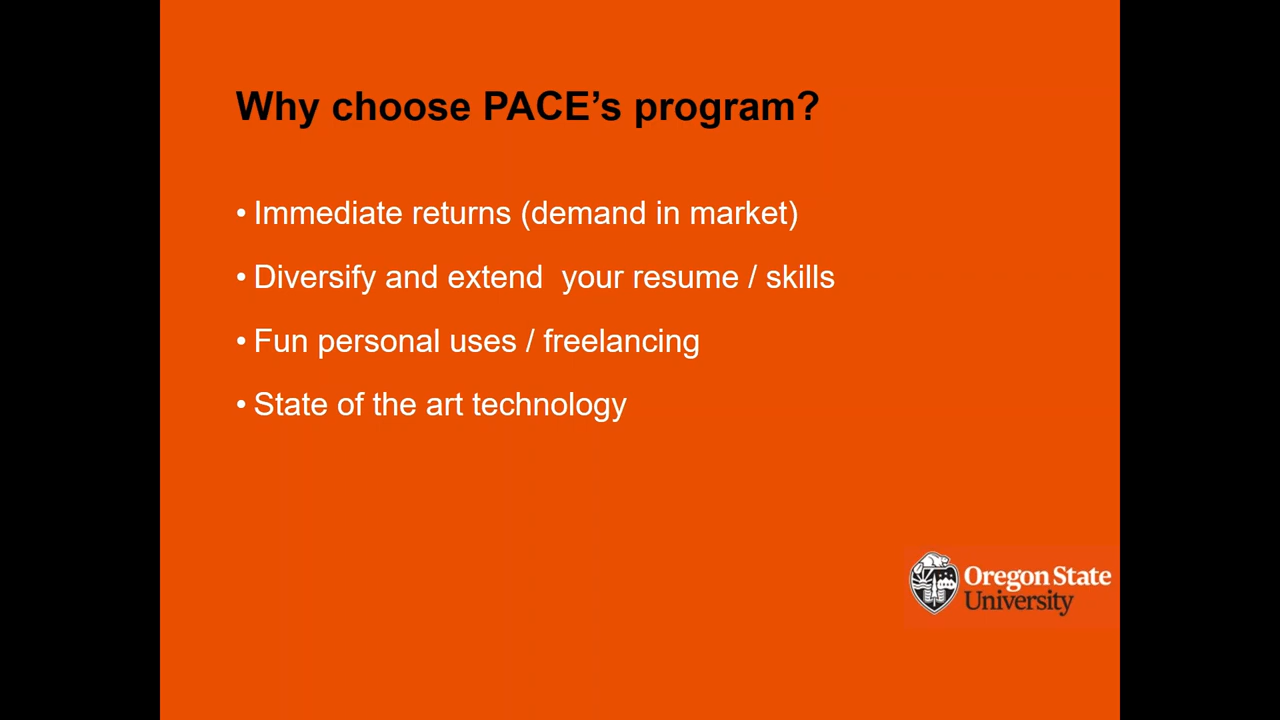 Why choose PACE’s program?
• Immediate returns (demand in market)
• Diversify and extend  your resume / skills
• Fun personal uses / freelancing
• State of the art technology
Oregon State
University